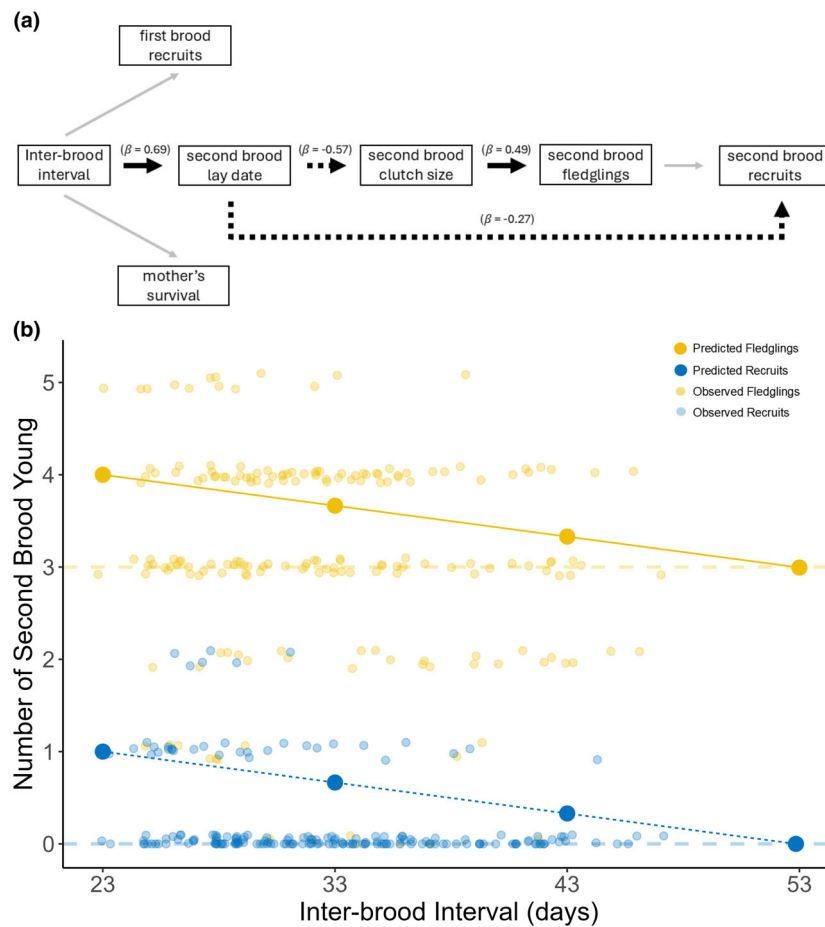 (a)
first brood
recruits
Inter-brood
interval
(β = 0.69)
second brood
lay date
(β = -0.57)
second brood
clutch size
(β = 0.49)
second brood
fledglings
second brood
recruits
(β = -0.27)
mother's
survival
(b)
Number of Second Brood Young
5
4
3
2
1
0
Predicted Fledglings
Predicted Recruits
Observed Fledglings
Observed Recruits
23
33
43
53
Inter-brood Interval (days)